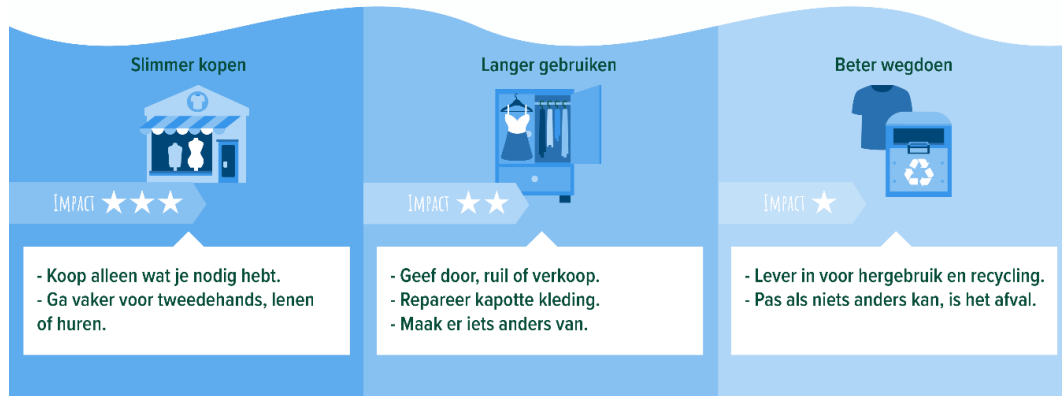 Slimmer kopen
IMPACT
- Koop alleen wat je nodig hebt.
- Ga vaker voor tweedehands, lenen
of huren.
Langer gebruiken
IMPACT
- Geef door, ruil of verkoop.
- Repareer kapotte kleding.
- Maak er iets anders van.
Beter wegdoen
IMPACT
- Lever in voor hergebruik en recycling.
- Pas als niets anders kan, is het afval.